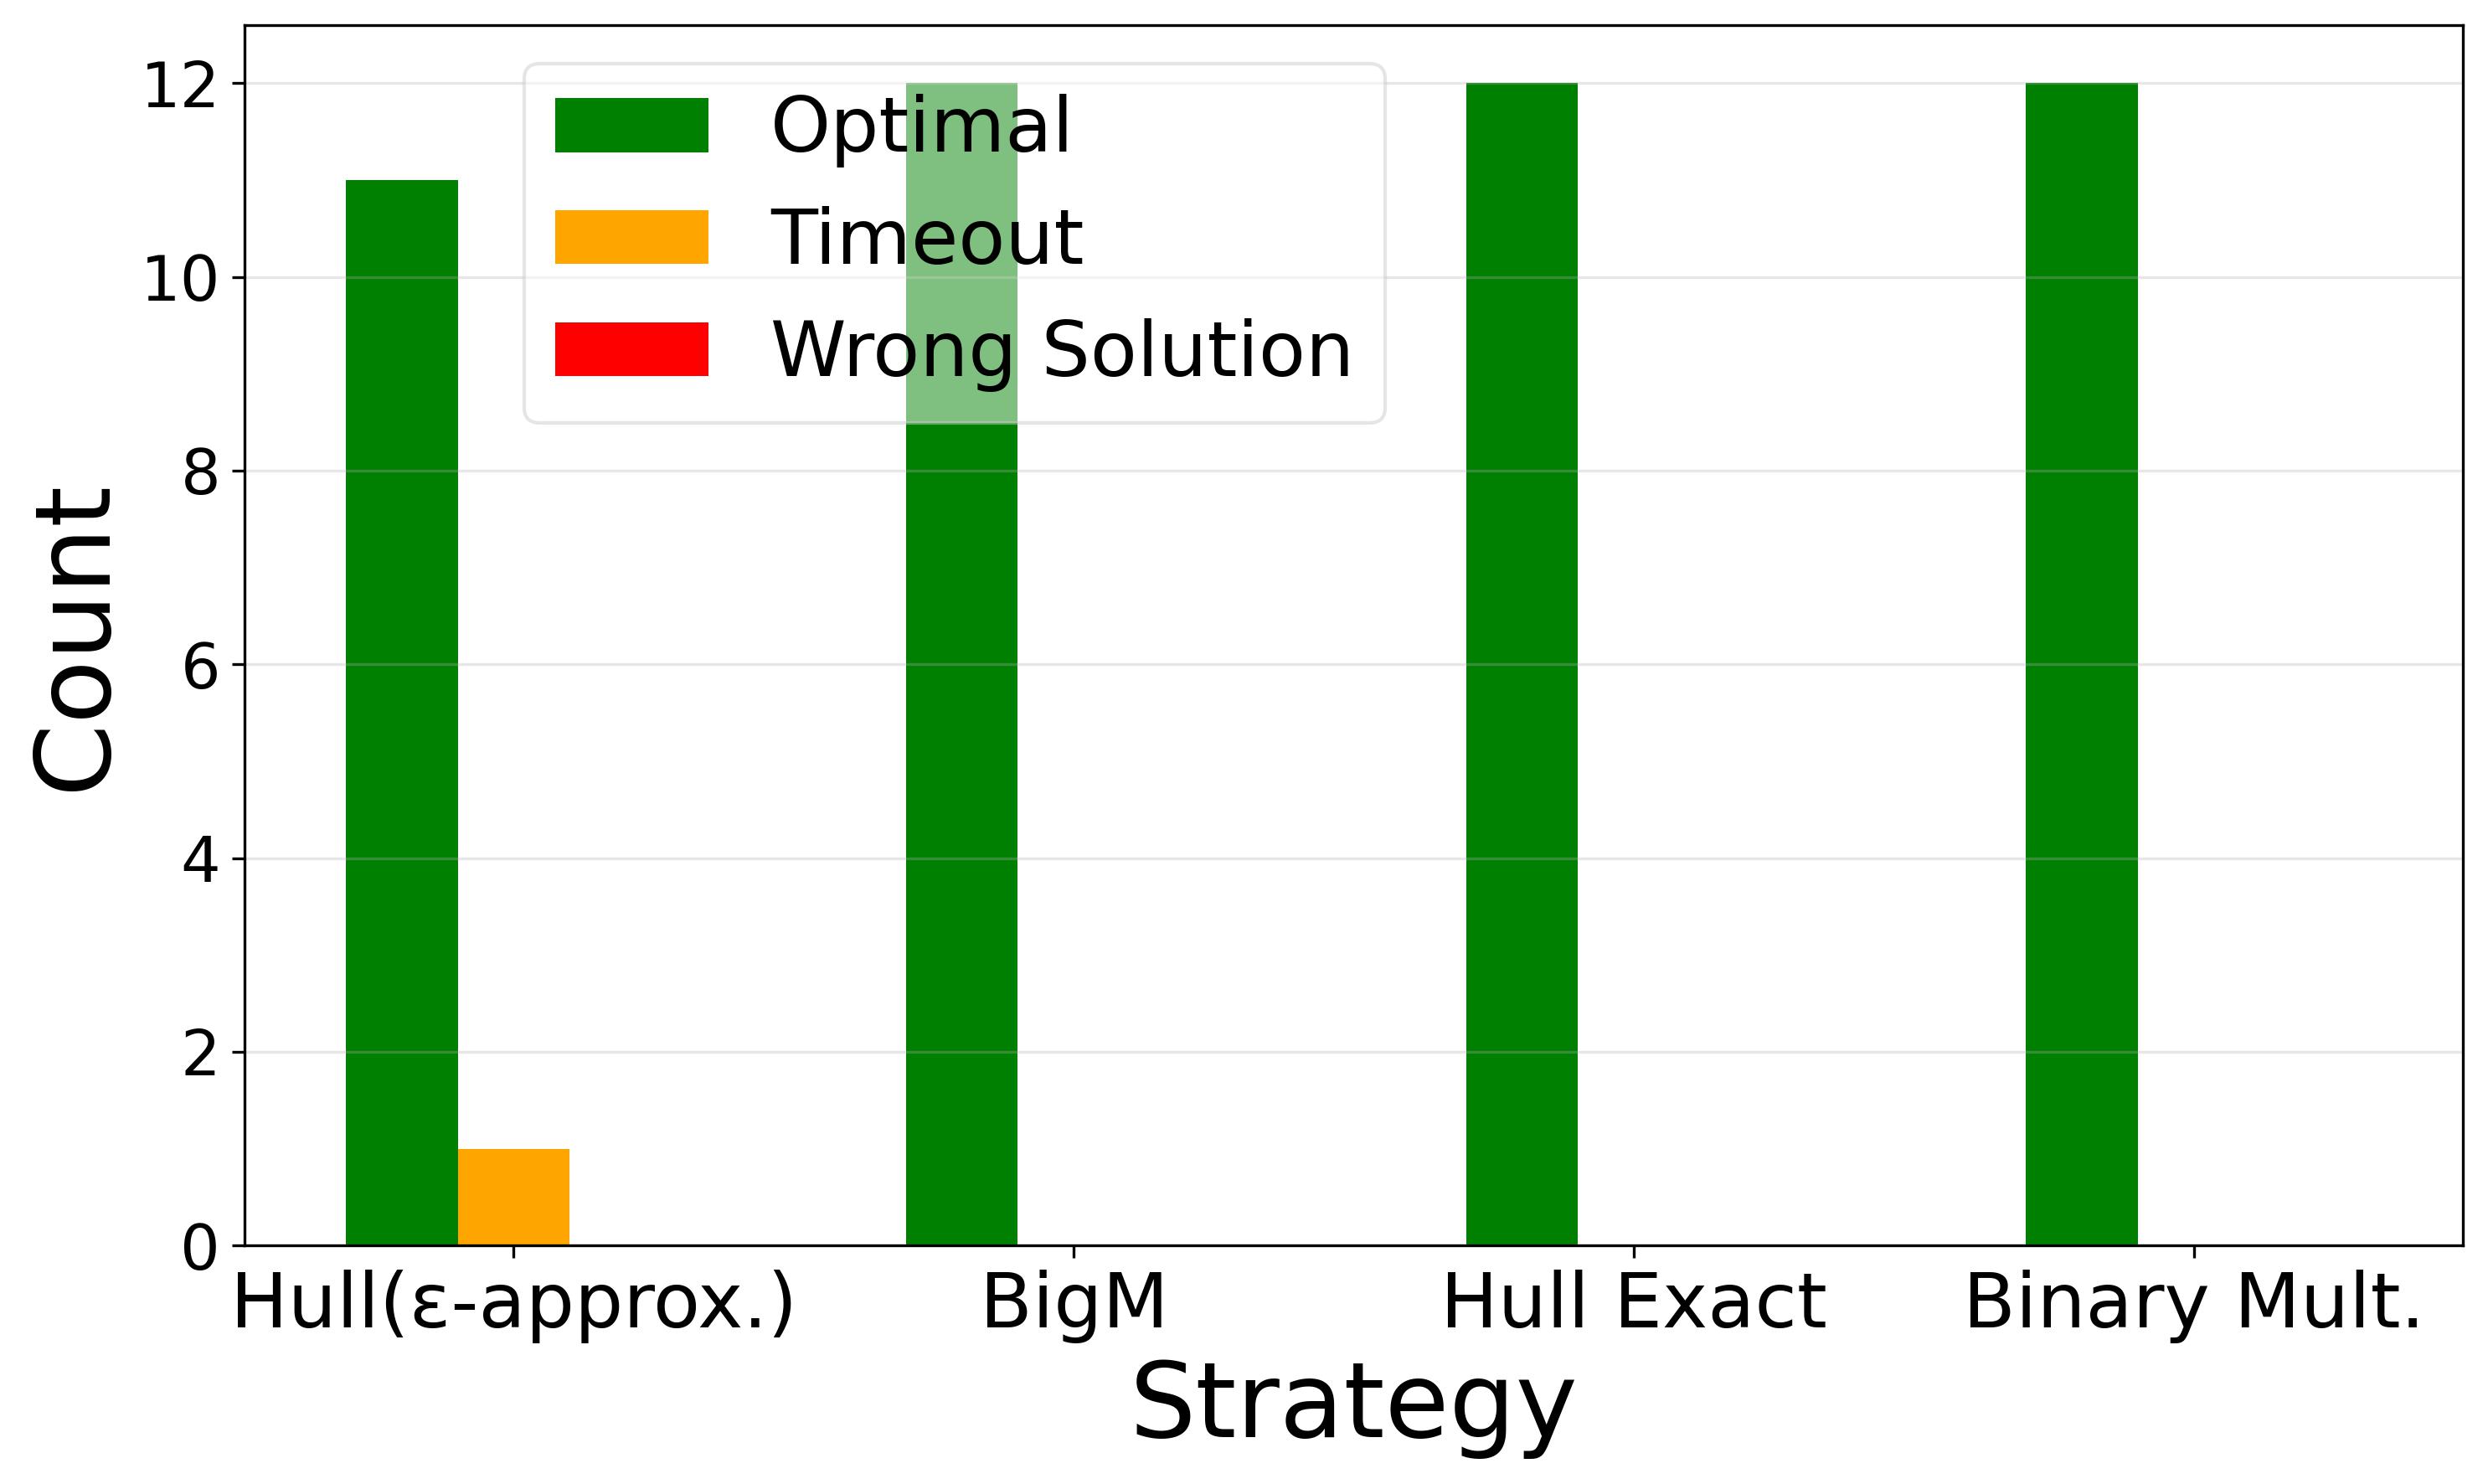 Optimal
Timeout
Wrong Solution
12
10
8
6
4
2
0
Count
Hull(ε-approx.)
BigM
Hull Exact
Binary Mult.
Strategy